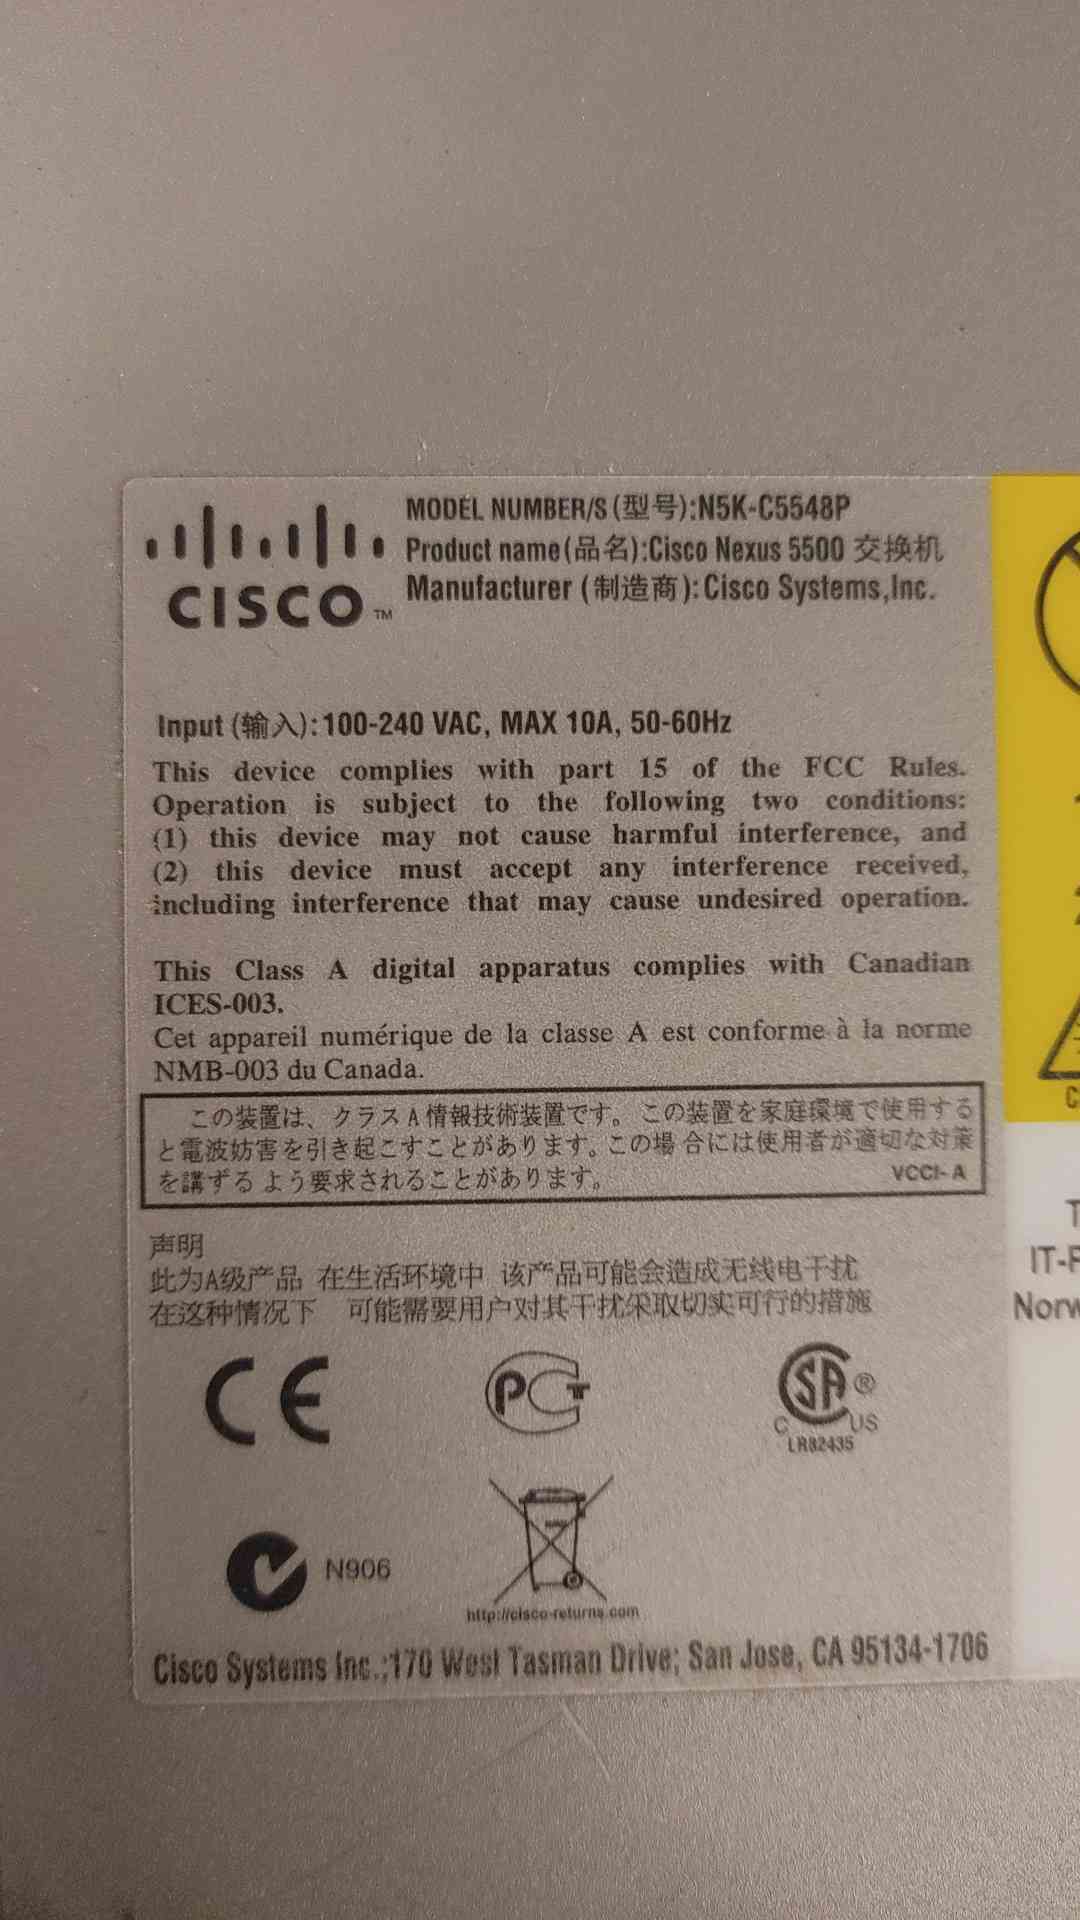 CISCO™
MODEL NUMBER/S(型号):N5K-C5548P
Product name(品名):Cisco Nexus 5500 交换机
Manufacturer (制造商):Cisco Systems,Inc.
Input (输入):100-240 VAC, MAX 10A, 50-60Hz
This device complies with part 15 of the FCC Rules.
Operation is subject to the following two conditions:
(1) this device may not cause harmful interference, and
(2) this device must accept any interference received,
including interference that may cause undesired operation.
This Class A digital apparatus complies with Canadian
ICES-003.
Cet appareil numérique de la classe A est conforme à la norme
NMB-003 du Canada.
この装置は、クラスA情報技術装置です。この装置を家庭環境で使用する
と電波妨害を引き起こすことがあります。この場合には使用者が適切な対策
を講ずるよう要求されることがあります。
VCCI-A
声明
此为A级产品 在生活环境中 该产品可能会造成无线电干扰
在这种情况下 可能需要用户对其干扰采取切实可行的措施
CE
PCT
SA®
C US
LR82435
N906
http://cisco-returns.com
Cisco Systems Inc.;170 West Tasman Drive; San Jose, CA 95134-1706
IT-P
Norw